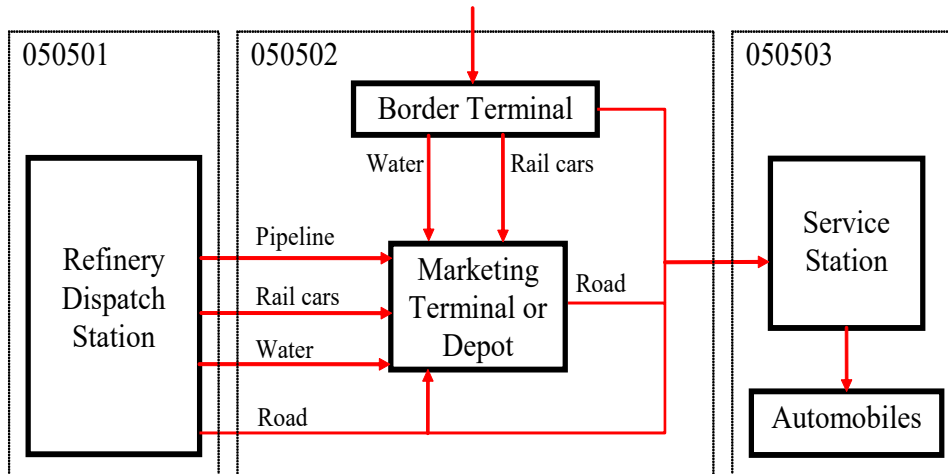 050501
050502
050503
Border Terminal
Water
Rail cars
Refinery
Dispatch
Station
Pipeline
Rail cars
Water
Road
Marketing
Terminal or
Depot
Road
Service
Station
Automobiles